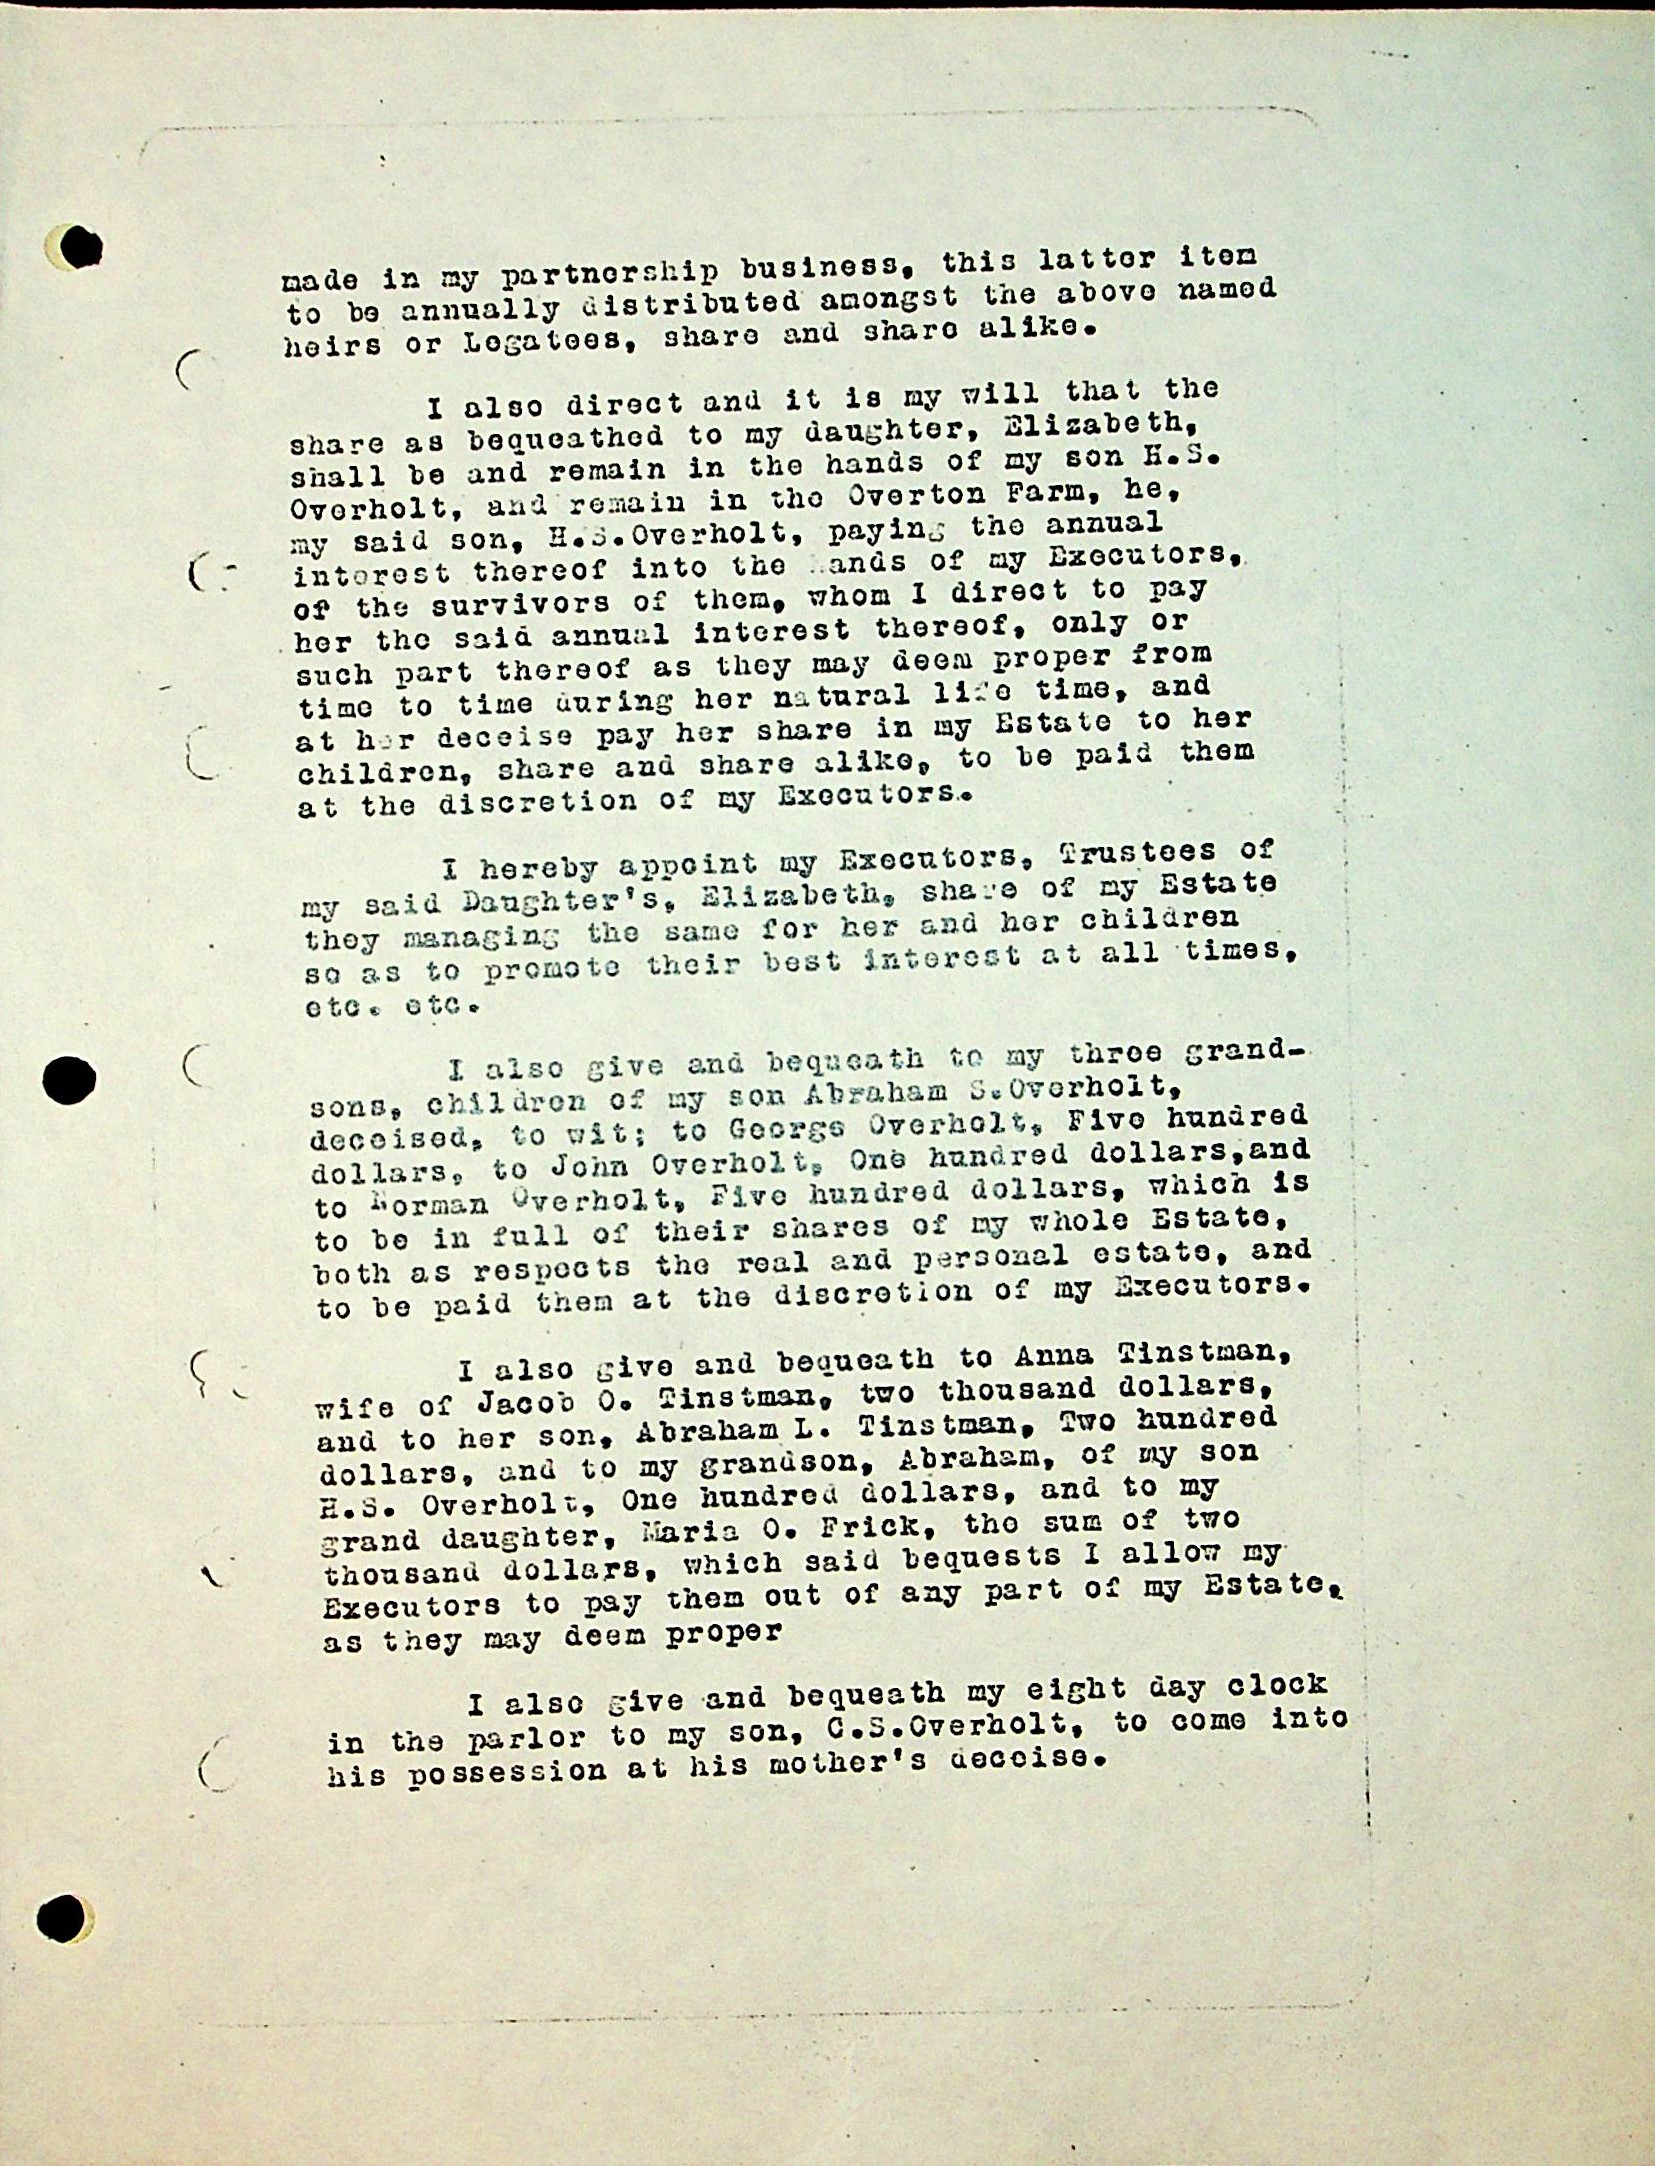 made in my partnership business, this latter item
to be annually distributed amongst the above named
heirs or Legatees, share and share alike.
I also direct and it is my will that the
share as bequeathed to my daughter, Elizabeth,
shall be and remain in the hands of my son H.S.
Overholt, and remain in the Overton Farm, he,
my said son, H.S.Overholt, paying the annual
interest thereof into the hands of my Executors,
of the survivors of them, whom I direct to pay
her the said annual interest thereof, only or
such part thereof as they may deem proper from
time to time during her natural life time, and
at her deceise pay her share in my Estate to her
children, share and share alike, to be paid them
at the discretion of my Executors.
I hereby appoint my Executors, Trustees of
my said Daughter's, Elizabeth, share of my Estate
they managing the same for her and her children
so as to promote their best interest at all times,
etc. etc.
I also give and bequeath to my three grand-
sons, children of my son Abraham S.Overholt,
deceised, to wit; to George Overholt, Five hundred
dollars, to John Overholt, One hundred dollars,and
to Norman Overholt, Five hundred dollars, which is
to be in full of their shares of my whole Estate,
both as respects the real and personal estate, and
to be paid them at the discretion of my Executors.
I also give and bequeath to Anna Tinstman,
wife of Jacob O. Tinstman, two thousand dollars,
and to her son, Abraham L. Tinstman, Two hundred
dollars, and to my grandson, Abraham, of my son
H.S. Overholt, One hundred dollars, and to my
grand daughter, Maria O. Frick, the sum of two
thousand dollars, which said bequests I allow my
Executors to pay them out of any part of my Estate,
as they may deem proper
I also give and bequeath my eight day clock
in the parlor to my son, C.S.Overholt, to come into
his possession at his mother's deceise.